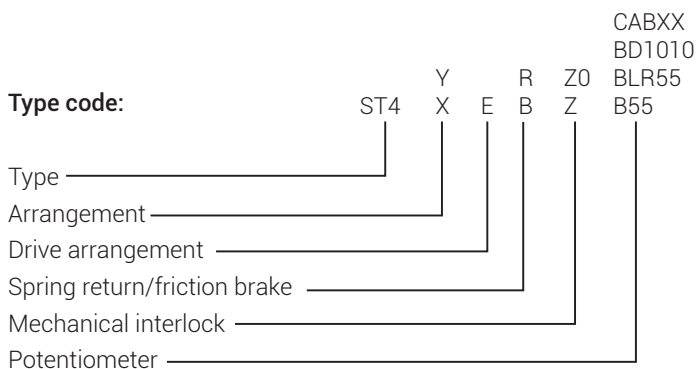 CABXX
BD1010
Y R Z0 BLR55
Type code: ST4 X E B Z B55
Type
Arrangement
Drive arrangement
Spring return/friction brake
Mechanical interlock
Potentiometer